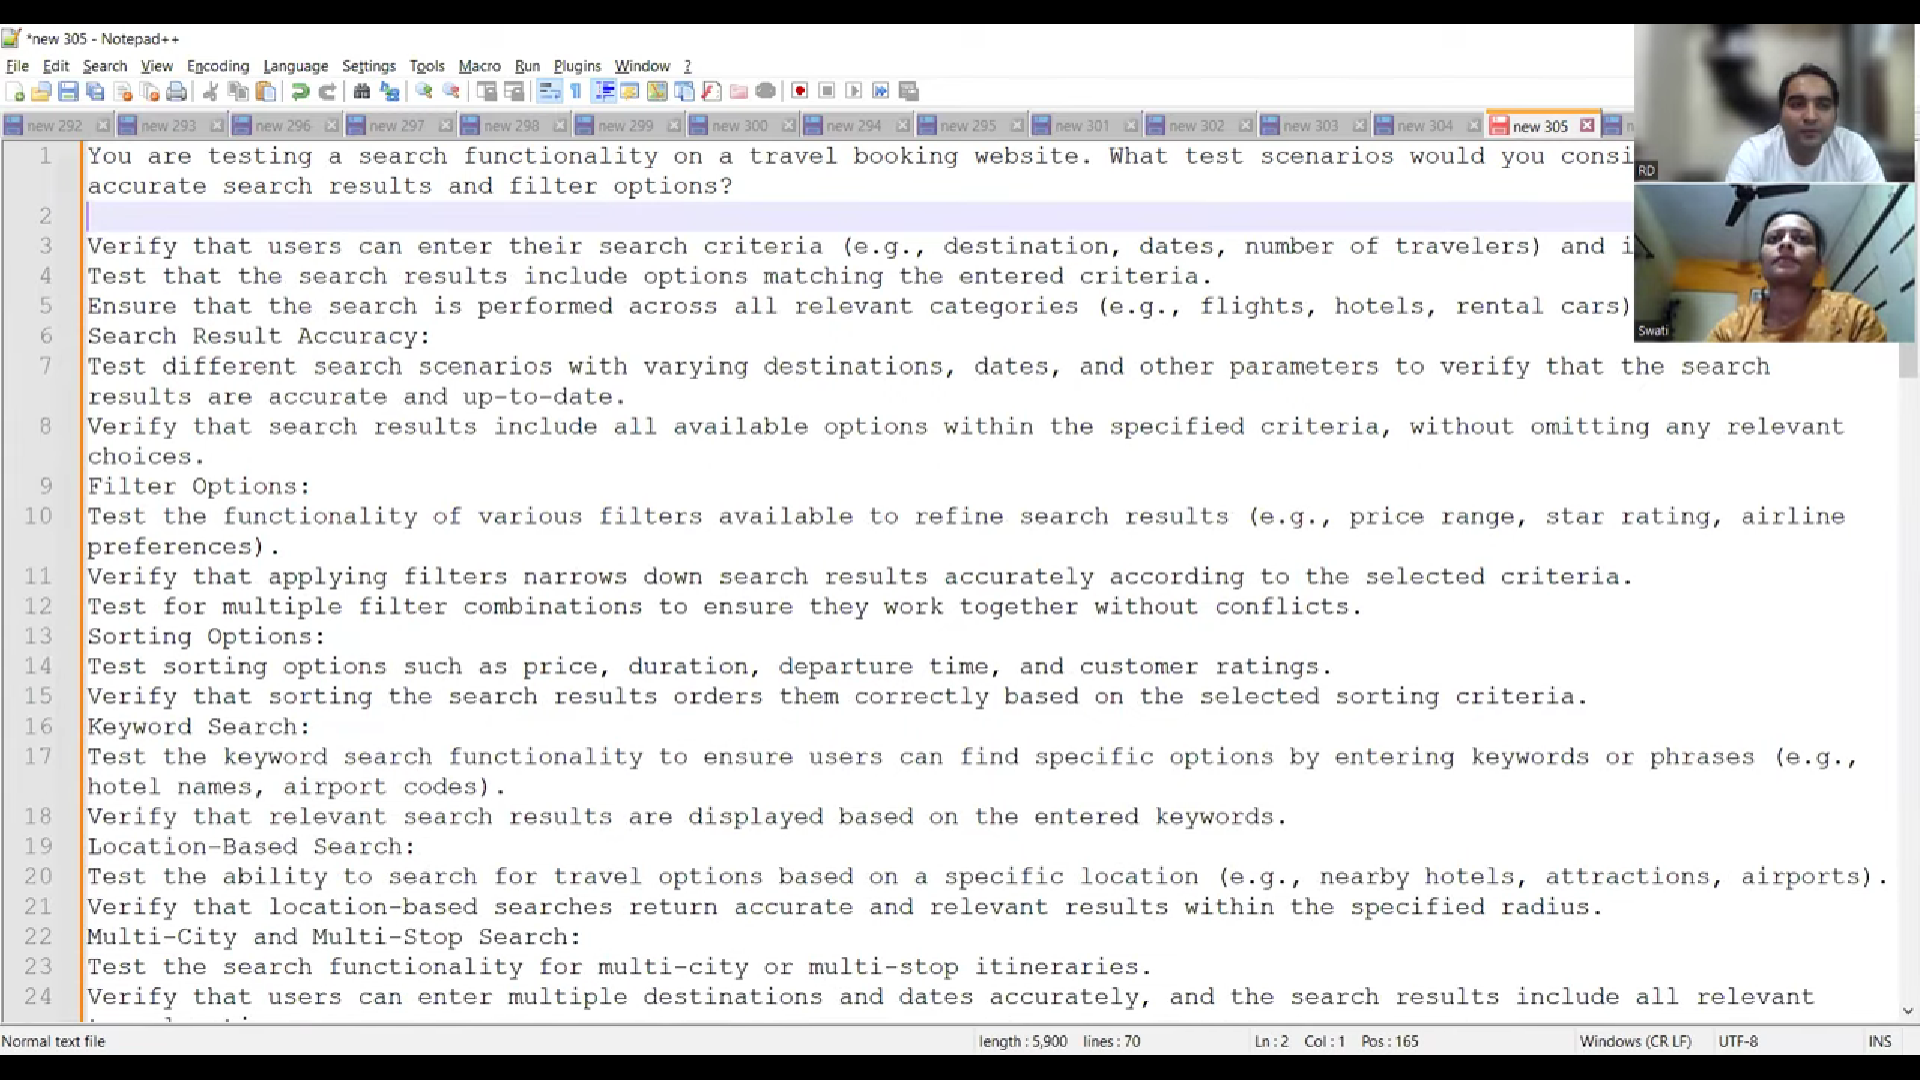 *new 305 - Notepad++
File Edit Search View Encoding Language Settings Tools Macro Run Plugins Window ?
new 292 new 293 new 296 new 297 new 298 new 299 new 300 new 294 new 295 new 301 new 302 new 303 new 304 new 305
RD
Swati
1 You are testing a search functionality on a travel booking website. What test scenarios would you
accurate search results and filter options?
2
3 Verify that users can enter their search criteria (e.g., destination, dates, number of travelers) and
4 Test that the search results include options matching the entered criteria.
5 Ensure that the search is performed across all relevant categories (e.g., flights, hotels, rental cars)
6 Search Result Accuracy:
7 Test different search scenarios with varying destinations, dates, and other parameters to verify that the search
results are accurate and up-to-date.
8 Verify that search results include all available options within the specified criteria, without omitting any relevant
choices.
9 Filter Options:
10 Test the functionality of various filters available to refine search results (e.g., price range, star rating, airline
preferences).
11 Verify that applying filters narrows down search results accurately according to the selected criteria.
12 Test for multiple filter combinations to ensure they work together without conflicts.
13 Sorting Options:
14 Test sorting options such as price, duration, departure time, and customer ratings.
15 Verify that sorting the search results orders them correctly based on the selected sorting criteria.
16 Keyword Search:
17 Test the keyword search functionality to ensure users can find specific options by entering keywords or phrases (e.g.,
hotel names, airport codes).
18 Verify that relevant search results are displayed based on the entered keywords.
19 Location-Based Search:
20 Test the ability to search for travel options based on a specific location (e.g., nearby hotels, attractions, airports).
21 Verify that location-based searches return accurate and relevant results within the specified radius.
22 Multi-City and Multi-Stop Search:
23 Test the search functionality for multi-city or multi-stop itineraries.
24 Verify that users can enter multiple destinations and dates accurately, and the search results include all relevant
Normal text file length : 5,900 lines : 70 Ln : 2 Col : 1 Pos : 165 Windows (CR LF) UTF-8 INS